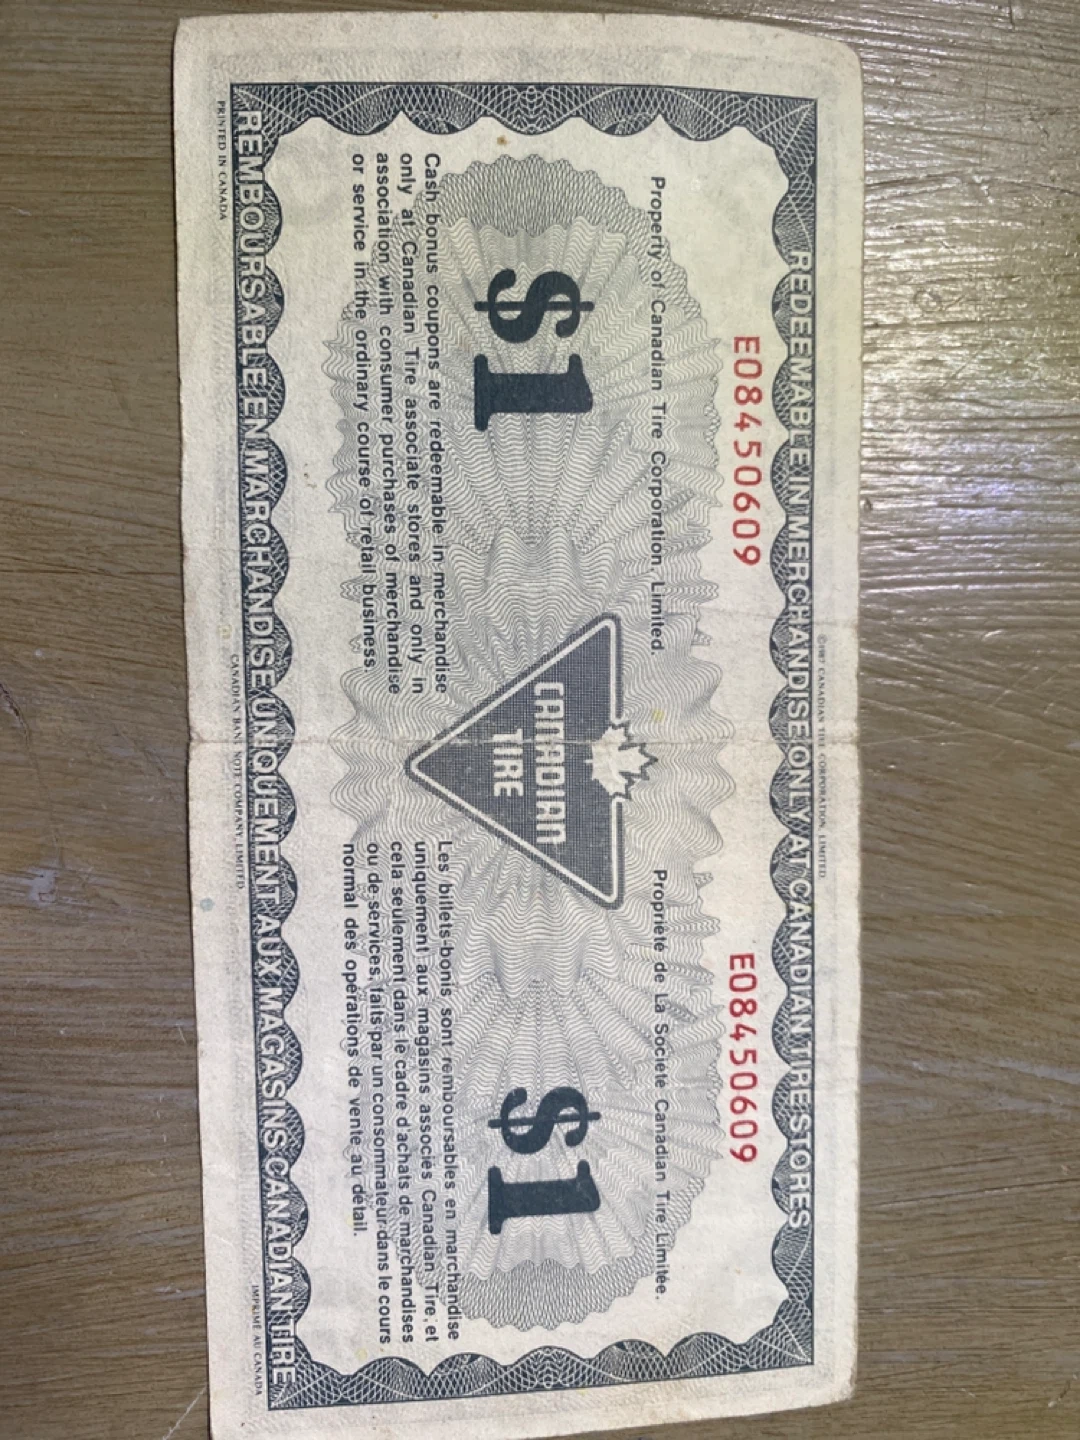 ©1987 CANADIAN TIRE CORPORATION, LIMITED
REDEEMABLE IN MERCHANDISE ONLY AT CANADIAN TIRE STORES
E08450609
E08450609
Property of Canadian Tire Corporation, Limited.
Propriété de La Société Canadian Tire Limitée.
CANADIAN
TIRE
$1
$1
Cash bonus coupons are redeemable in merchandise
only at Canadian Tire associate stores and only in
association with consumer purchases of merchandise
or service in the ordinary course of retail business.
Les billets-bonis sont remboursables en marchandise
uniquement aux magasins associés Canadian Tire, et
cela seulement dans le cadre d'achats de marchandises
ou de services, faits par un consommateur dans le cours
normal des opérations de vente au détail.
REMBOURSABLE EN MARCHANDISE UNIQUEMENT AUX MAGASINS CANADIAN TIRE
PRINTED IN CANADA
CANADIAN BANK NOTE COMPANY, LIMITED
IMPRIMÉ AU CANADA